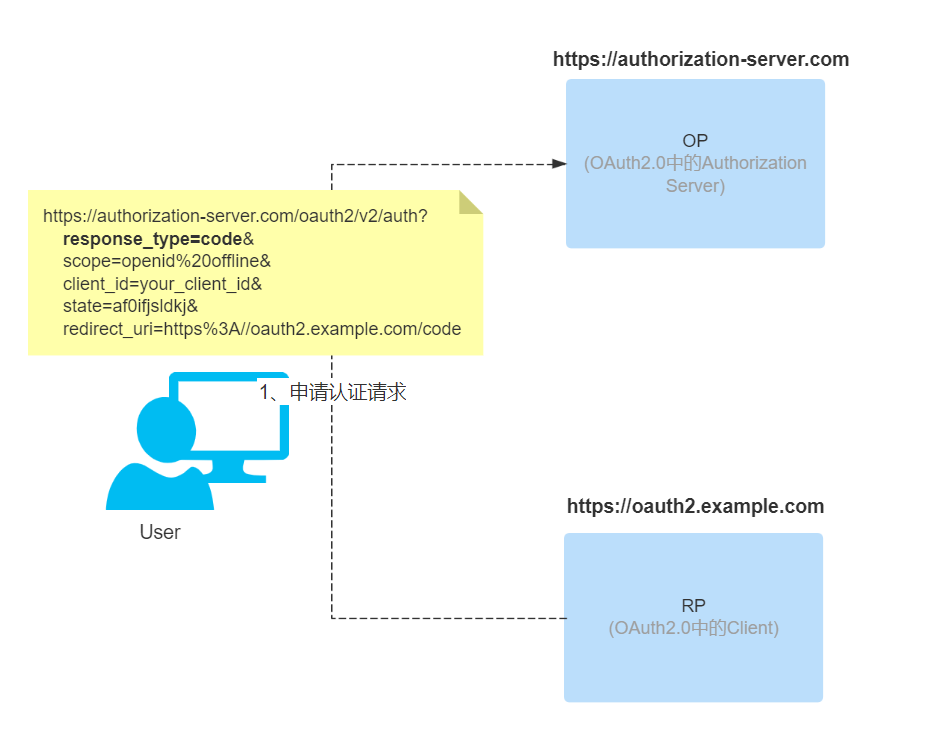 https://authorization-server.com
OP
(OAuth2.0中的Authorization
Server)
https://authorization-server.com/oauth2/v2/auth?
response_type=code&
scope=openid%20offline&
client_id=your_client_id&
state=af0ifjsldkj&
redirect_uri=https%3A//oauth2.example.com/code
1、申请认证请求
User
https://oauth2.example.com
RP
(OAuth2.0中的Client)